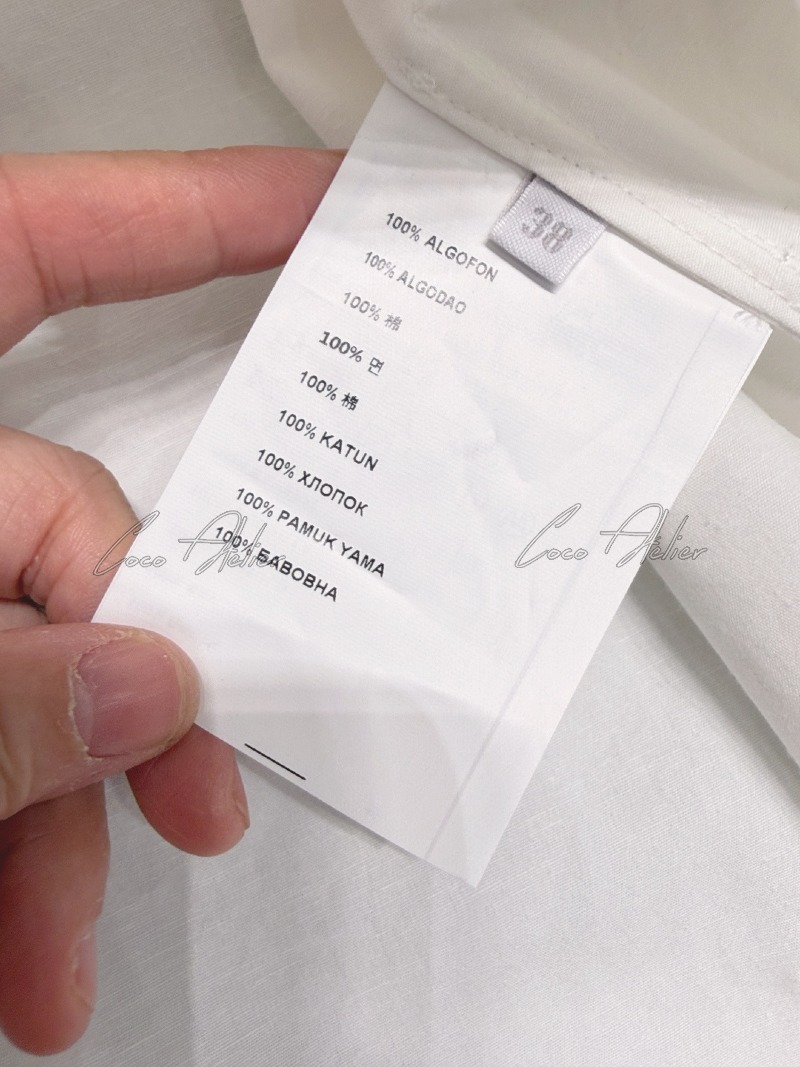 38
100% ALGOFON
100% ALGODAO
100% 棉
100% 면
100% 棉
100% KATUN
100% ХЛОПОК
100% PAMUK YAMA
100% БАВОВНА
Coco Atelier
Coco Atelier